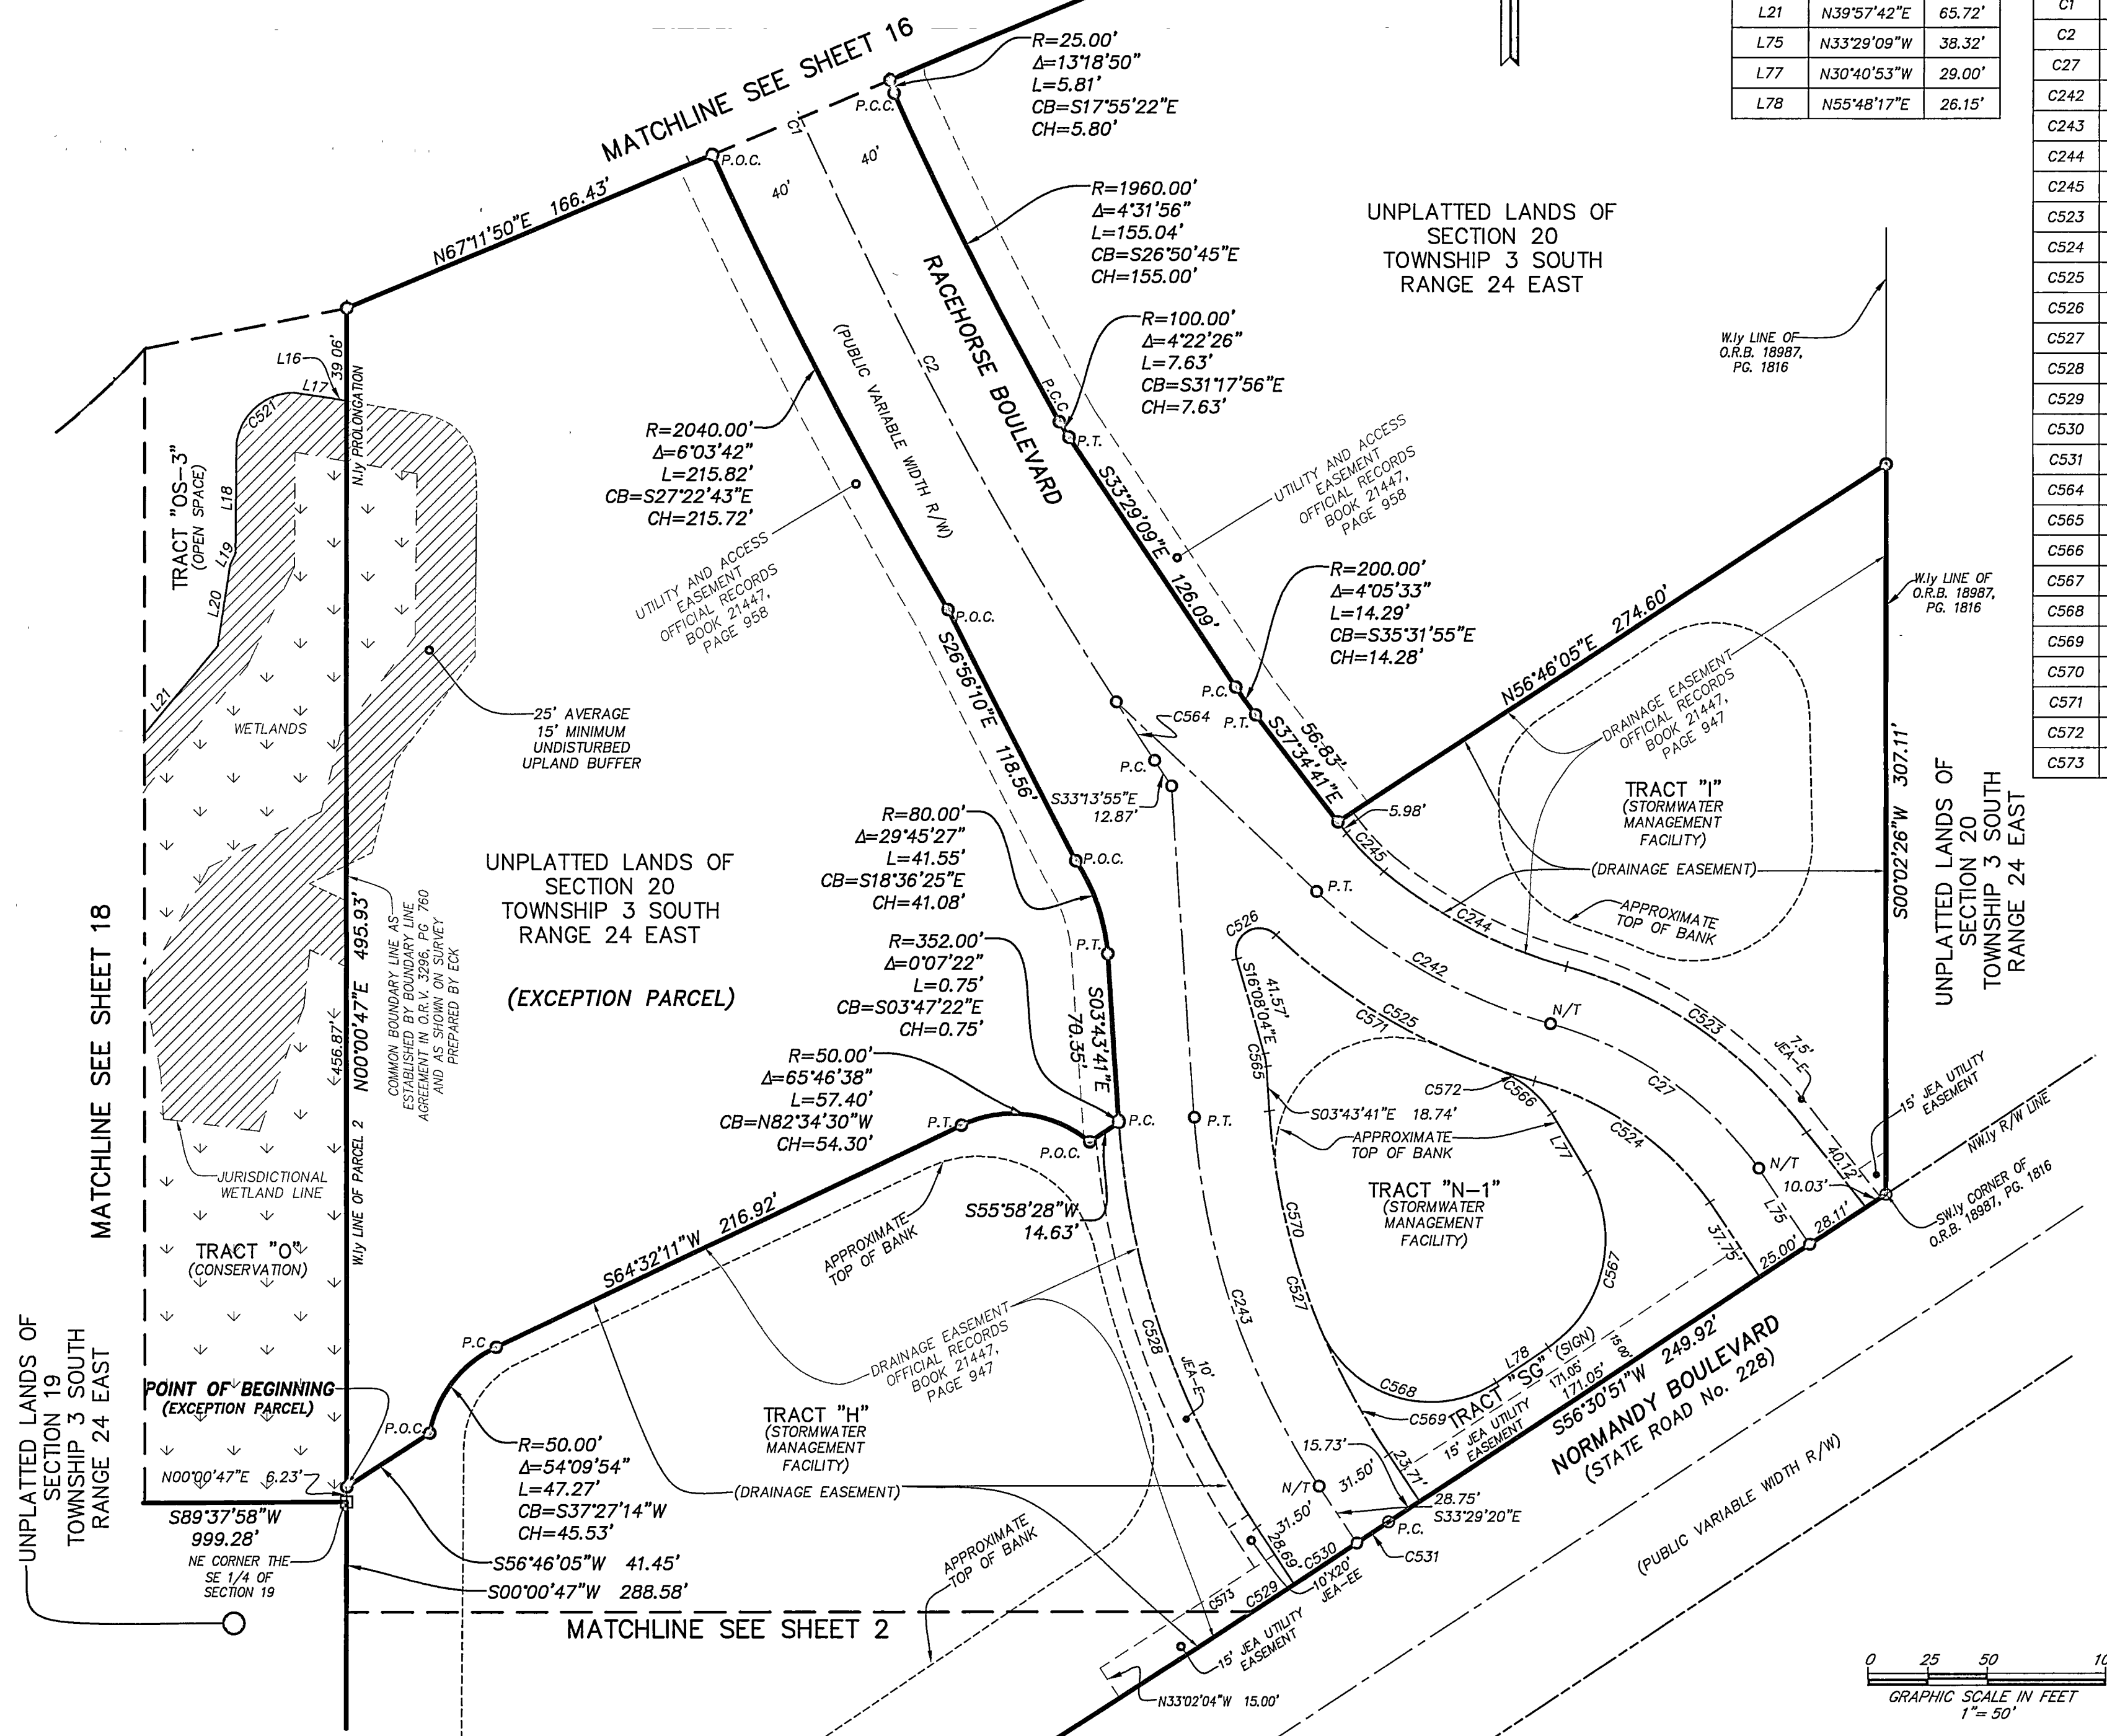 MATCHLINE SEE SHEET 16
R=25.00'
Δ=13°18'50"
L=5.81'
CB=S17°55'22"E
CH=5.80'
P.C.C.
P.O.C.
C1
40'
40'
N67°11'50"E 166.43'
L21 N39°57'42"E 65.72'
L75 N33°29'09"W 38.32'
L77 N30°40'53"W 29.00'
L78 N55°48'17"E 26.15'
C1
C2
C27
C242
C243
C244
C245
C523
C524
C525
C526
C527
C528
C529
C530
C531
C564
C565
C566
C567
C568
C569
C570
C571
C572
C573
R=1960.00'
Δ=4°31'56"
L=155.04'
CB=S26°50'45"E
CH=155.00'
UNPLATTED LANDS OF
SECTION 20
TOWNSHIP 3 SOUTH
RANGE 24 EAST
R=100.00'
Δ=4°22'26"
L=7.63'
CB=S31°17'56"E
CH=7.63'
P.C.C.
P.T.
RACEHORSE BOULEVARD
(PUBLIC VARIABLE WIDTH R/W)
C2
W.ly LINE OF
O.R.B. 18987,
PG. 1816
R=2040.00'
Δ=6°03'42"
L=215.82'
CB=S27°22'43"E
CH=215.72'
UTILITY AND ACCESS
EASEMENT
OFFICIAL RECORDS
BOOK 21447,
PAGE 958
UTILITY AND ACCESS
EASEMENT
OFFICIAL RECORDS
BOOK 21447,
PAGE 958
S33°29'09"E 126.09'
R=200.00'
Δ=4°05'33"
L=14.29'
CB=S35°31'55"E
CH=14.28'
P.C.
P.T.
S37°34'41"E
56.83'
N56°46'05"E 274.60'
W.ly LINE OF
O.R.B. 18987,
PG. 1816
S00°02'26"W 307.11'
UNPLATTED LANDS OF
SECTION 20
TOWNSHIP 3 SOUTH
RANGE 24 EAST
DRAINAGE EASEMENT
OFFICIAL RECORDS
BOOK 21447,
PAGE 947
TRACT "I"
(STORMWATER
MANAGEMENT
FACILITY)
(DRAINAGE EASEMENT)
APPROXIMATE
TOP OF BANK
5.98'
C245
C244
C523
L16
L17
39 06'
N.ly PROLONGATION
C521
L18
L19
L20
L21
TRACT "OS-3"
(OPEN SPACE)
WETLANDS
25' AVERAGE
15' MINIMUM
UNDISTURBED
UPLAND BUFFER
P.O.C.
S26°56'10"E 118.56'
C564
P.C.
S33°13'55"E
12.87'
P.O.C.
R=80.00'
Δ=29°45'27"
L=41.55'
CB=S18°36'25"E
CH=41.08'
P.T.
UNPLATTED LANDS OF
SECTION 20
TOWNSHIP 3 SOUTH
RANGE 24 EAST
(EXCEPTION PARCEL)
R=352.00'
Δ=0°07'22"
L=0.75'
CB=S03°47'22"E
CH=0.75'
S03°43'41"E
70.35'
R=50.00'
Δ=65°46'38"
L=57.40'
CB=N82°34'30"W
CH=54.30'
P.T.
P.O.C.
P.C.
P.T.
S55°58'28"W
14.63'
MATCHLINE SEE SHEET 18
N00°00'47"E 495.93'
456.87'
W.ly LINE OF PARCEL 2
COMMON BOUNDARY LINE AS
ESTABLISHED BY BOUNDARY LINE
AGREEMENT IN O.R.V. 3296, PG 760
AND AS SHOWN ON SURVEY
PREPARED BY ECK
JURISDICTIONAL
WETLAND LINE
TRACT "O"
(CONSERVATION)
P.T.
C242
N/T
C526
S16°08'04"E
41.57'
C565
C525
C571
C572
C566
L77
C524
C27
7.5'
JEA-E
15' JEA UTILITY
EASEMENT
NW.ly R/W LINE
40.12'
N/T
L75
10.03'
28.11'
25.00'
SW.ly CORNER OF
O.R.B. 18987, PG. 1816
S03°43'41"E 18.74'
APPROXIMATE
TOP OF BANK
TRACT "N-1"
(STORMWATER
MANAGEMENT
FACILITY)
C570
C527
C567
C568
L78
37.75'
C569
TRACT "SG" (SIGN)
171.05'
15.00'
171.05'
15' JEA UTILITY
EASEMENT
S56°30'51"W 249.92'
NORMANDY BOULEVARD
(STATE ROAD No. 228)
(PUBLIC VARIABLE WIDTH R/W)
S64°32'11"W 216.92'
APPROXIMATE
TOP OF BANK
P.C.
P.O.C.
R=50.00'
Δ=54°09'54"
L=47.27'
CB=S37°27'14"W
CH=45.53'
POINT OF BEGINNING
(EXCEPTION PARCEL)
N00°00'47"E 6.23'
S89°37'58"W
999.28'
NE CORNER THE
SE 1/4 OF
SECTION 19
UNPLATTED LANDS OF
SECTION 19
TOWNSHIP 3 SOUTH
RANGE 24 EAST
S56°46'05"W 41.45'
S00°00'47"W 288.58'
MATCHLINE SEE SHEET 2
DRAINAGE EASEMENT
OFFICIAL RECORDS
BOOK 21447,
PAGE 947
TRACT "H"
(STORMWATER
MANAGEMENT
FACILITY)
(DRAINAGE EASEMENT)
APPROXIMATE
TOP OF BANK
C528
10'
JEA-E
C243
N/T
15.73'
31.50'
31.50'
23.71'
28.75'
S33°29'20"E
P.C.
C531
28.69'
C530
10'X20'
JEA-EE
C529
C573
15' JEA UTILITY
EASEMENT
N33°02'04"W 15.00'
0 25 50 10
GRAPHIC SCALE IN FEET
1"= 50'